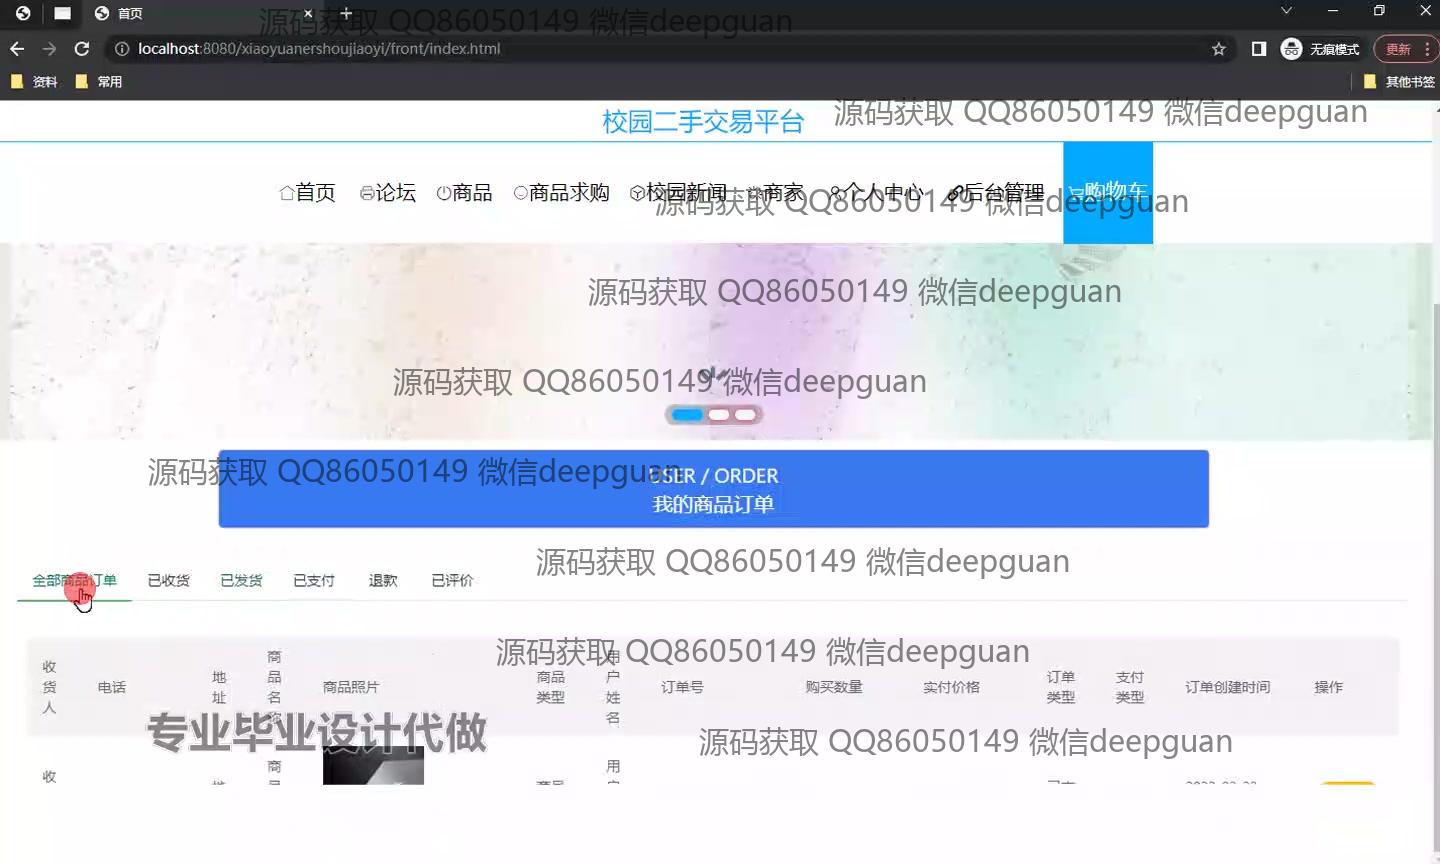 首页
源码获取 QQ86050149 微信deepguan
localhost:8080/xiaoyuanershoujiaoyi/front/index.html
无痕模式
更新
资料
常用
其他书签
校园二手交易平台
源码获取 QQ86050149 微信deepguan
首页 论坛 商品 商品求购 校园新闻 商家 个人中心 后台管理 购物车
源码获取 QQ86050149 微信deepguan
源码获取 QQ86050149 微信deepguan
源码获取 QQ86050149 微信deepguan
源码获取 QQ86050149 微信deepguan
USER / ORDER
我的商品订单
源码获取 QQ86050149 微信deepguan
全部商品订单 已收货 已发货 已支付 退款 已评价
源码获取 QQ86050149 微信deepguan
收货人 电话 地址 商品名称 商品照片 商品类型 用户姓名 订单号 购买数量 实付价格 订单类型 支付类型 订单创建时间 操作
专业毕业设计代做
源码获取 QQ86050149 微信deepguan
收 商 用